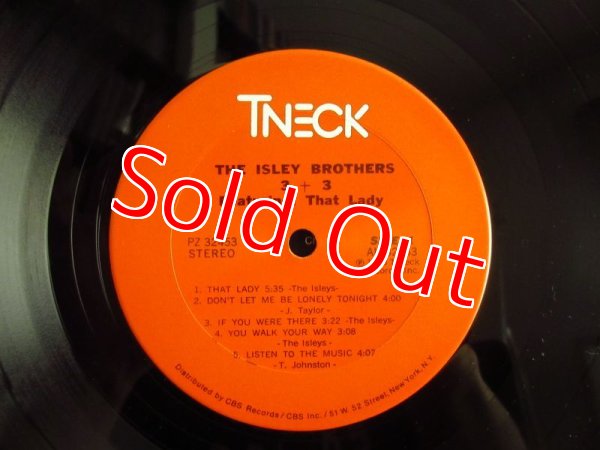 TNECK
THE ISLEY BROTHERS
3 + 3
That Lady
Sold Out
PZ 32453
STEREO
1. THAT LADY 5:35 -The Isleys-
2. DON'T LET ME BE LONELY TONIGHT 4:00
- J. Taylor -
3. IF YOU WERE THERE 3:22 -The Isleys-
4. YOU WALK YOUR WAY 3:08
-The Isleys -
5. LISTEN TO THE MUSIC 4:07
- T. Johnston -
Distributed by CBS Records / CBS Inc. / 51 W. 52 Street, New York, N.Y.